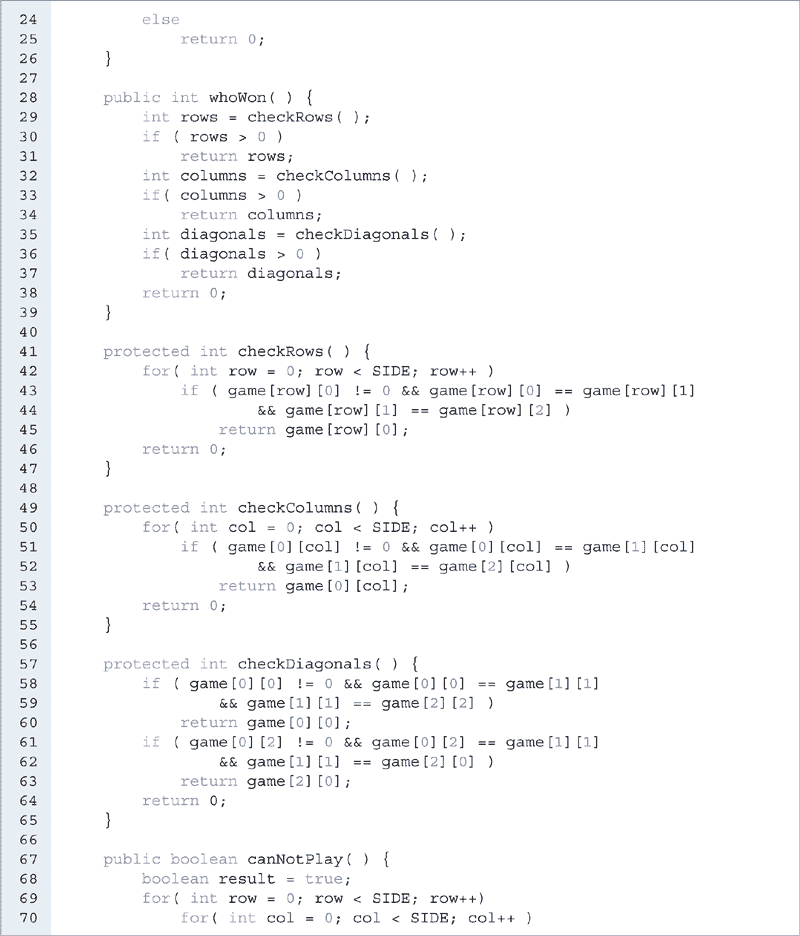 24         else
25             return 0;
26     }
27
28     public int whoWon( ) {
29         int rows = checkRows( );
30         if ( rows > 0 )
31             return rows;
32         int columns = checkColumns( );
33         if( columns > 0 )
34             return columns;
35         int diagonals = checkDiagonals( );
36         if( diagonals > 0 )
37             return diagonals;
38         return 0;
39     }
40
41     protected int checkRows( ) {
42         for( int row = 0; row < SIDE; row++ )
43             if ( game[row][0] != 0 && game[row][0] == game[row][1]
44                     && game[row][1] == game[row][2] )
45                 return game[row][0];
46         return 0;
47     }
48
49     protected int checkColumns( ) {
50         for( int col = 0; col < SIDE; col++ )
51             if ( game[0][col] != 0 && game[0][col] == game[1][col]
52                     && game[1][col] == game[2][col] )
53                 return game[0][col];
54         return 0;
55     }
56
57     protected int checkDiagonals( ) {
58         if ( game[0][0] != 0 && game[0][0] == game[1][1]
59                 && game[1][1] == game[2][2] )
60             return game[0][0];
61         if ( game[0][2] != 0 && game[0][2] == game[1][1]
62                 && game[1][1] == game[2][0] )
63             return game[2][0];
64         return 0;
65     }
66
67     public boolean canNotPlay( ) {
68         boolean result = true;
69         for( int row = 0; row < SIDE; row++)
70             for( int col = 0; col < SIDE; col++ )